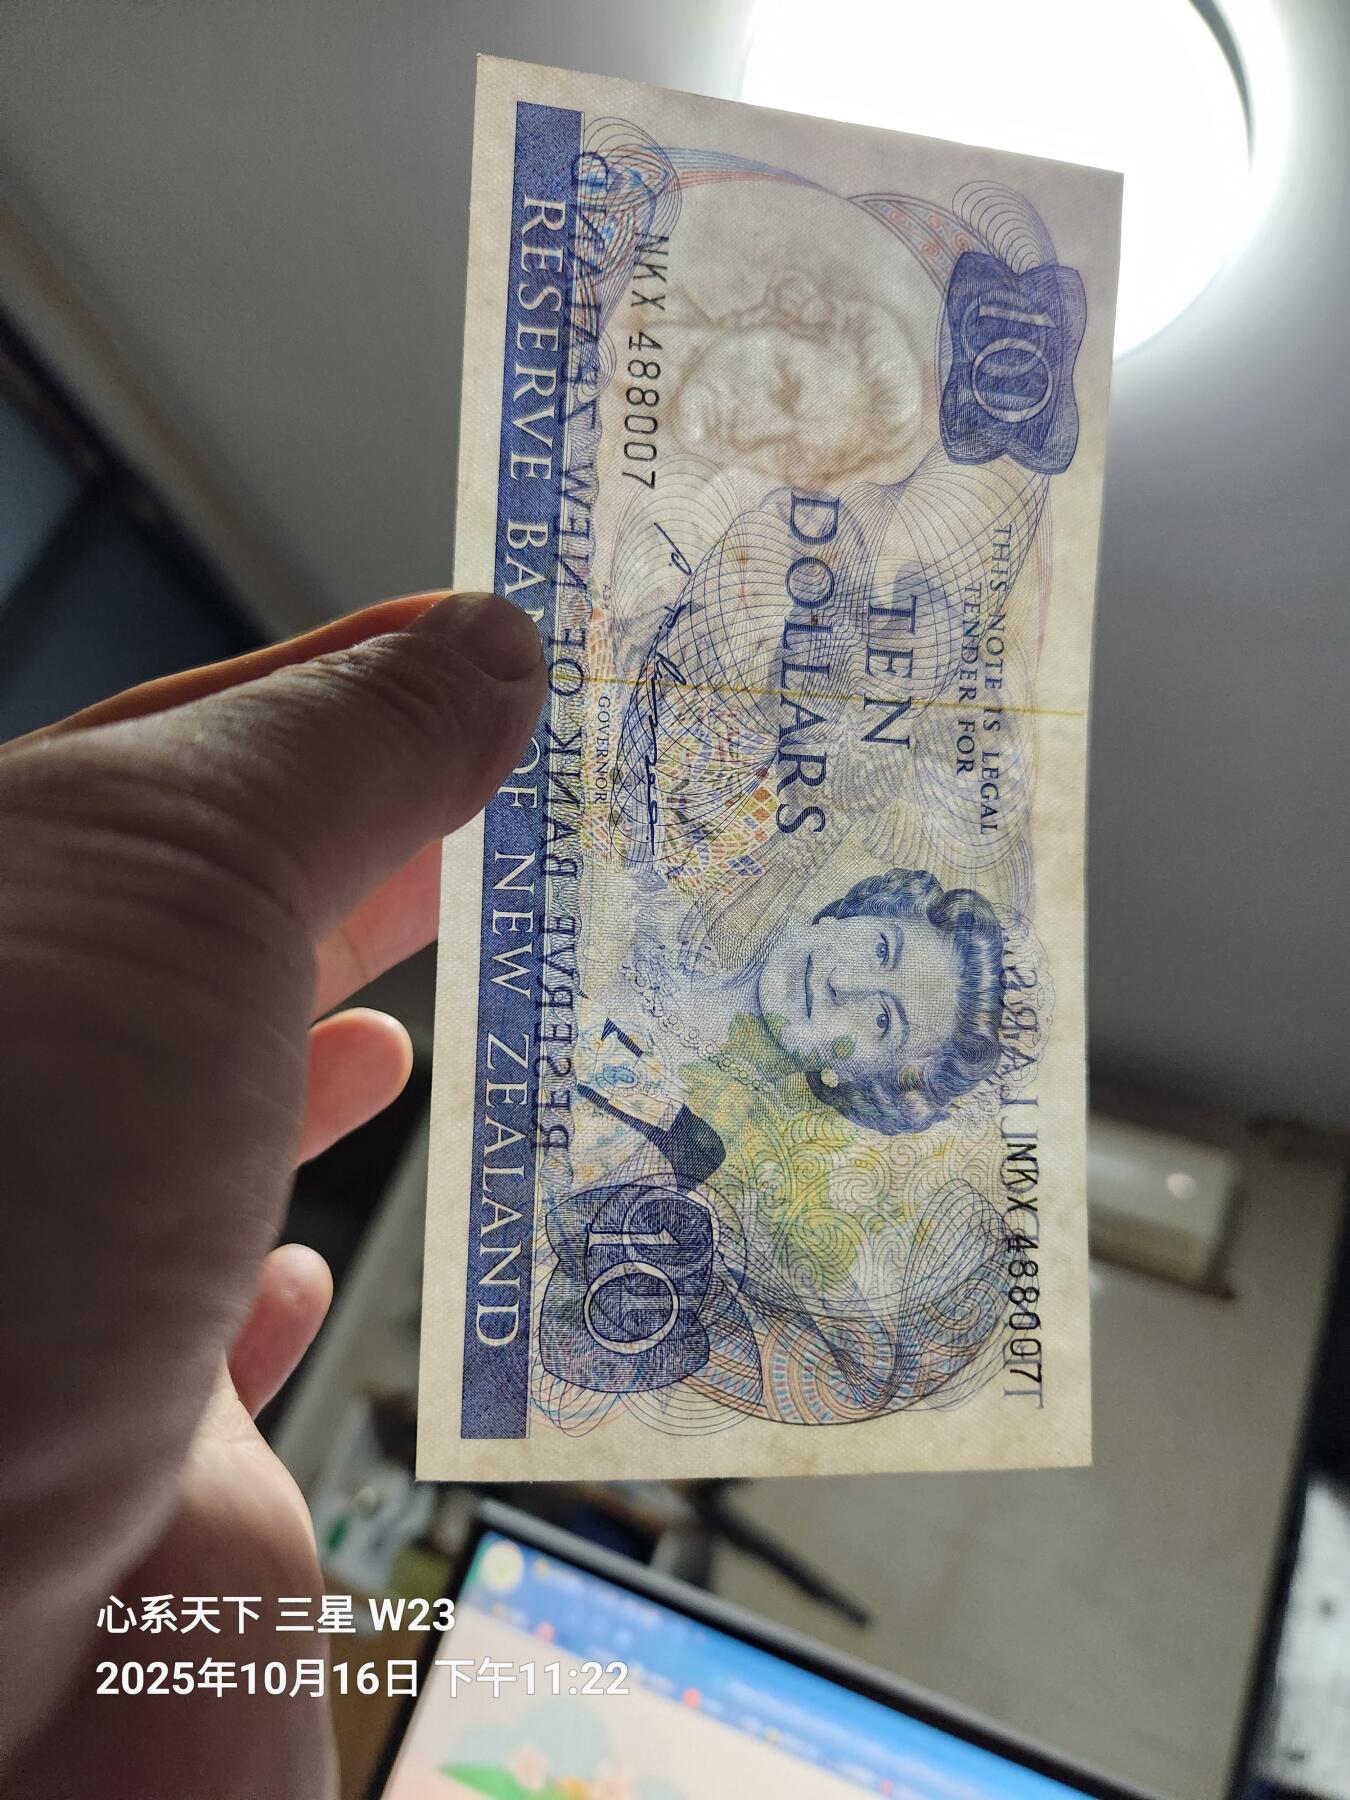 RESERVE BANK OF NEW ZEALAND
NKX 488007
GOVERNOR
TEN
DOLLARS
THIS NOTE IS LEGAL
TENDER FOR
10
10
NKX 488007
心系天下 三星 W23
2025年10月16日 下午11:22